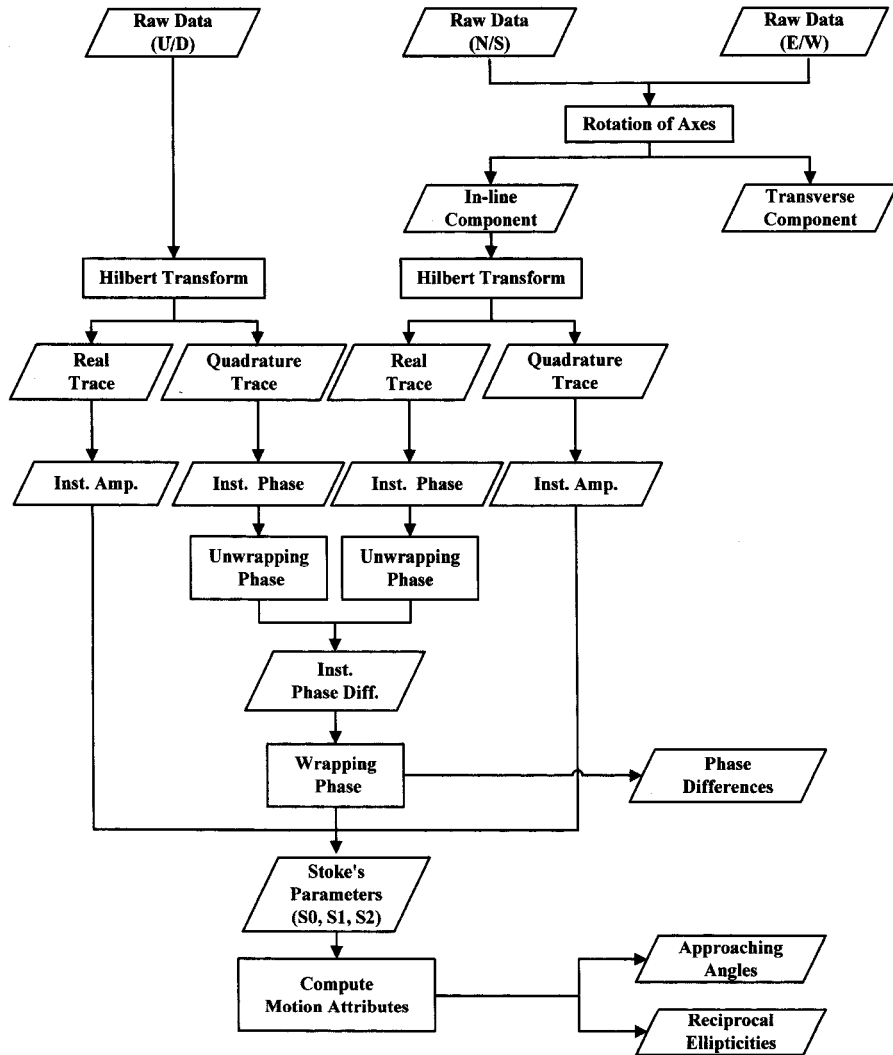 Raw Data
(U/D)
Raw Data
(N/S)
Raw Data
(E/W)
Rotation of Axes
In-line
Component
Transverse
Component
Hilbert Transform
Hilbert Transform
Real
Trace
Quadrature
Trace
Real
Trace
Quadrature
Trace
Inst. Amp.
Inst. Phase
Inst. Phase
Inst. Amp.
Unwrapping
Phase
Unwrapping
Phase
Inst.
Phase Diff.
Wrapping
Phase
Phase
Differences
Stoke's
Parameters
(S0, S1, S2)
Compute
Motion Attributes
Approaching
Angles
Reciprocal
Ellipticities